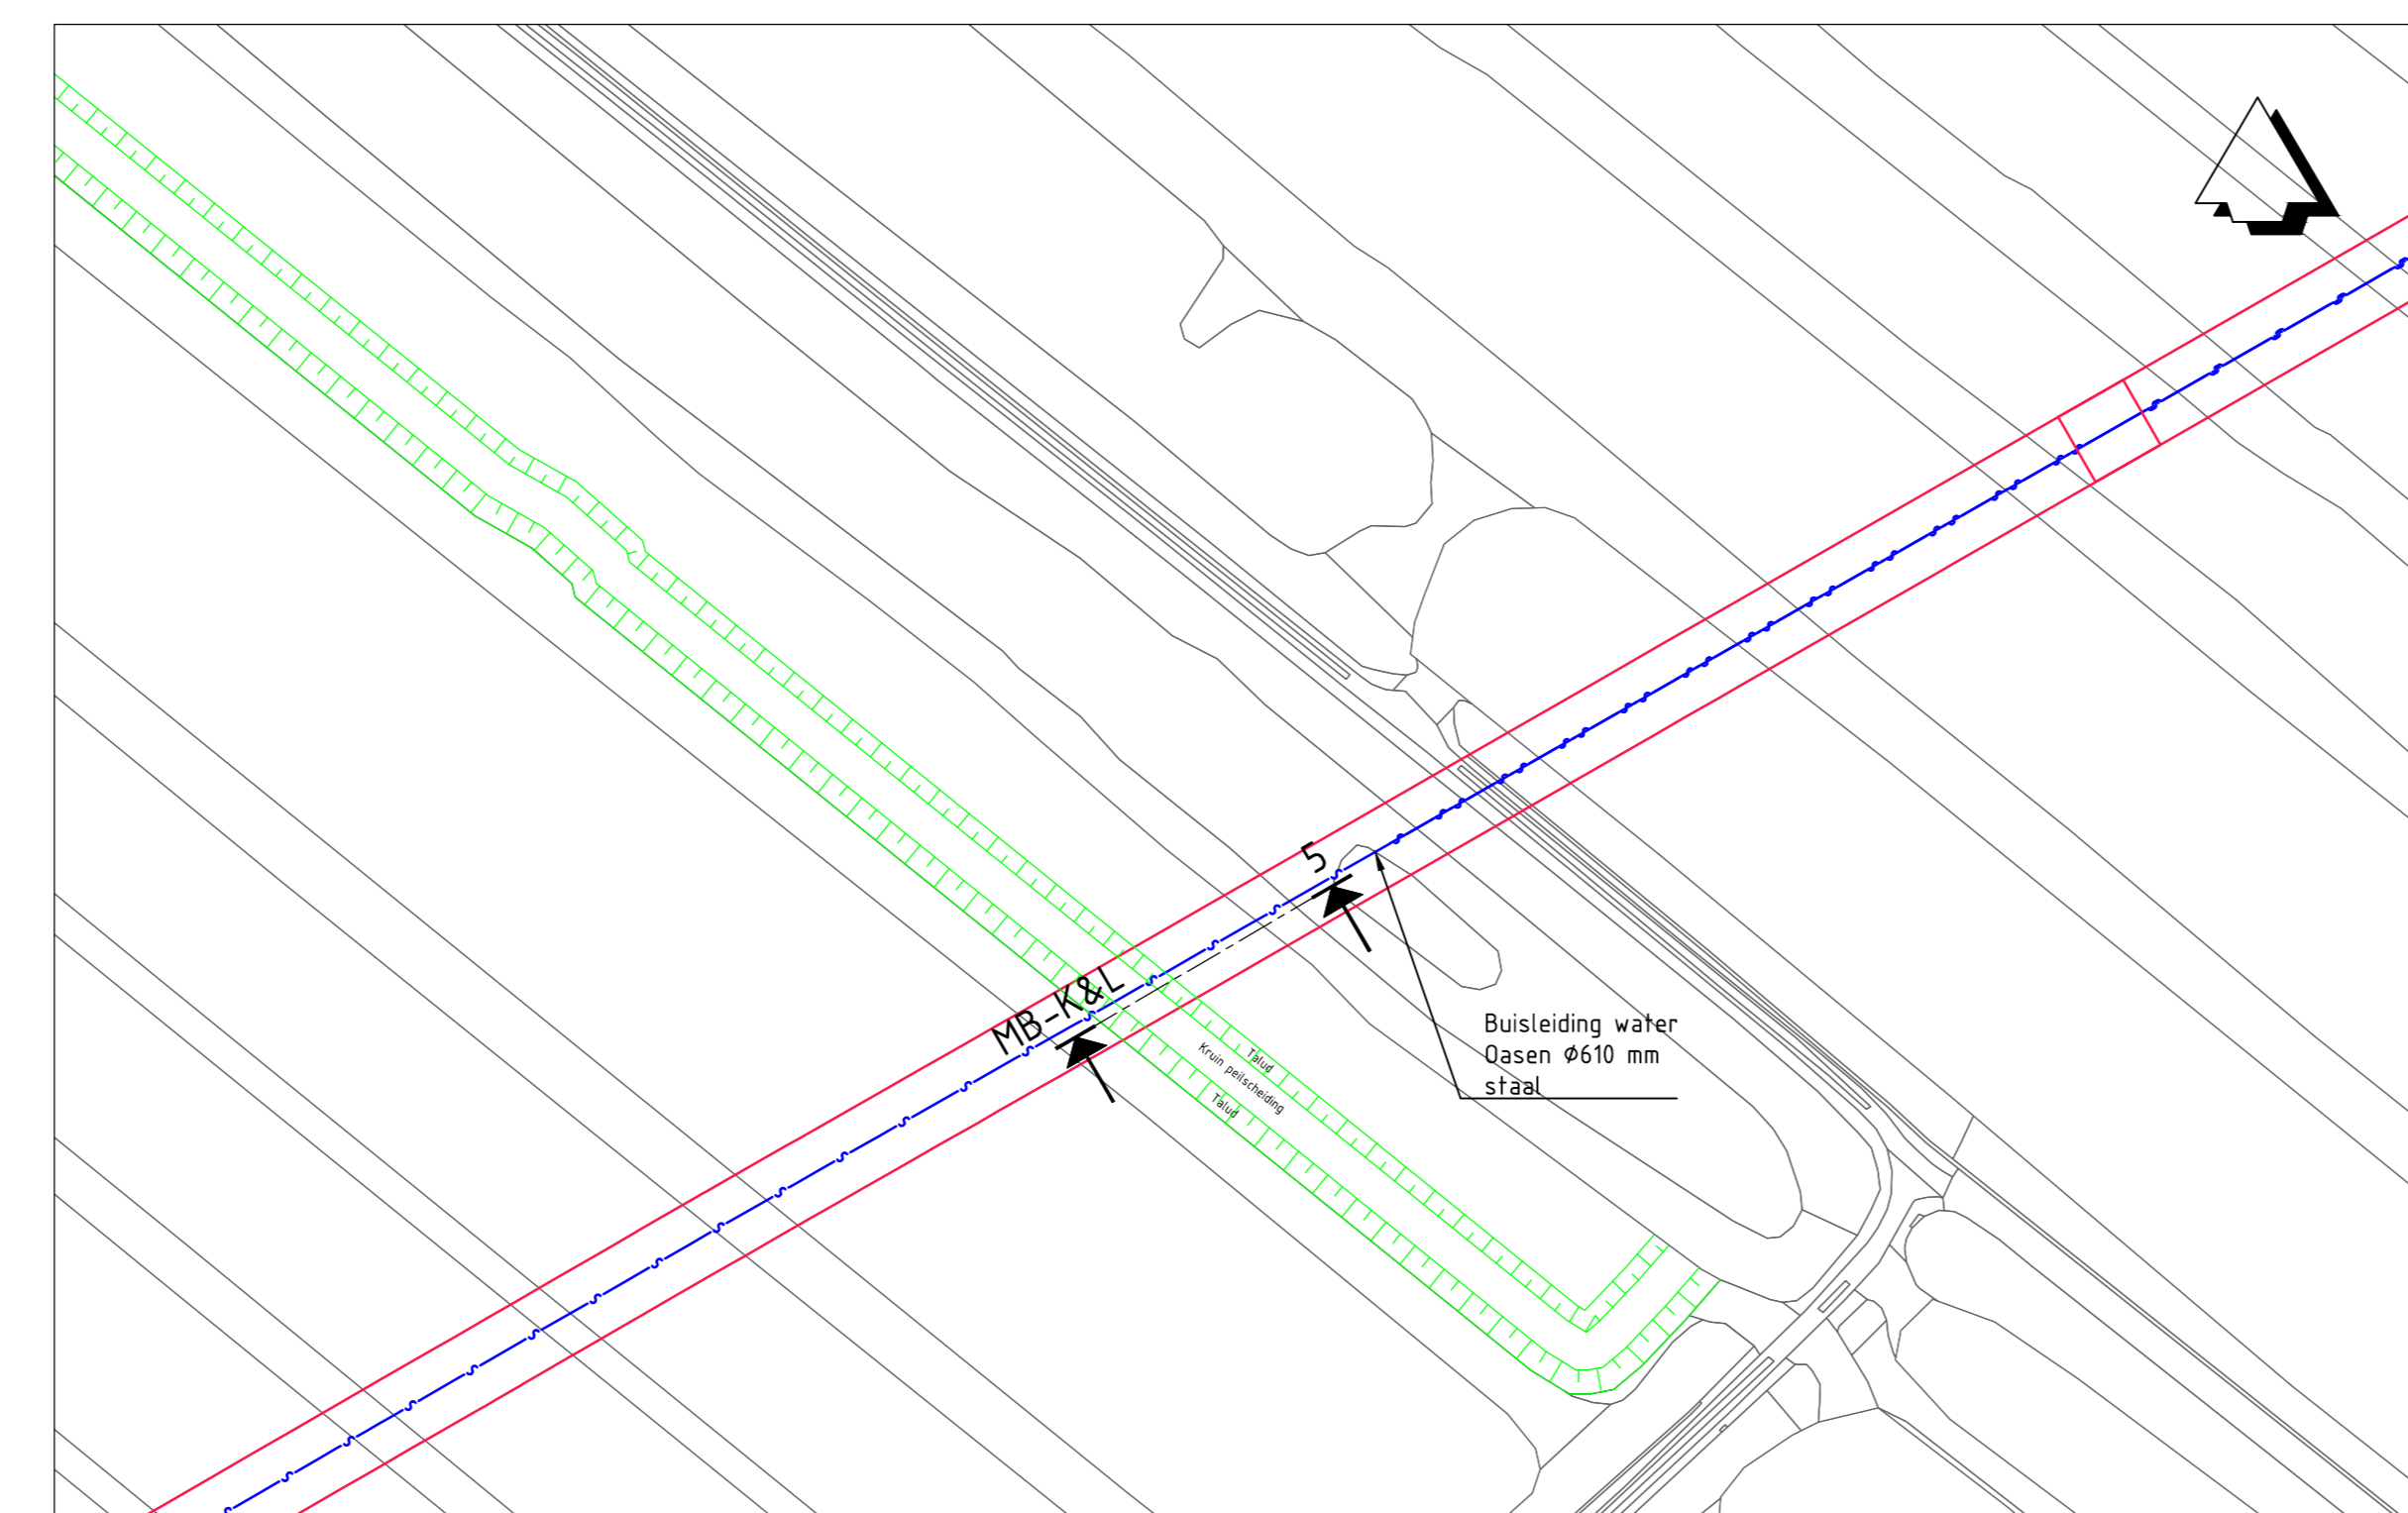 5
MB-K&L
Buisleiding water
Oasen Ø610 mm
staal
Talud
Kruin peilscheiding
Talud